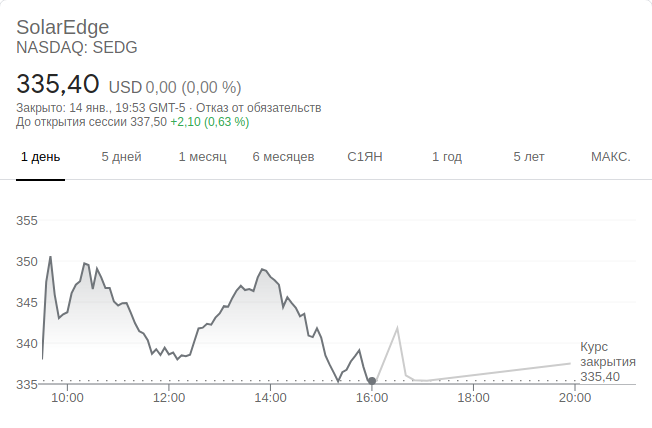 SolarEdge
NASDAQ: SEDG
335,40 USD 0,00 (0,00 %)
Закрыто: 14 янв., 19:53 GMT-5 · Отказ от обязательств
До открытия сессии 337,50 +2,10 (0,63 %)
1 день 5 дней 1 месяц 6 месяцев С1ЯН 1 год 5 лет МАКС.
355
350
345
340
335
Курс
закрытия
335,40
10:00 12:00 14:00 16:00 18:00 20:00